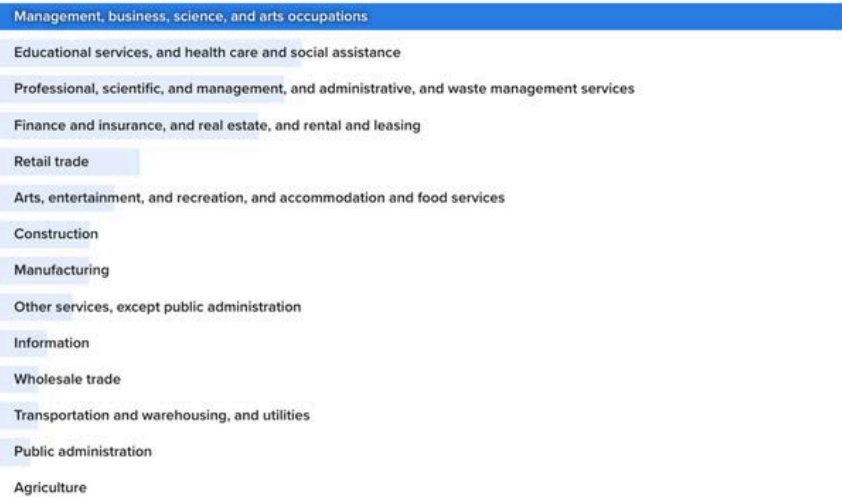 Management, business, science, and arts occupations
Educational services, and health care and social assistance
Professional, scientific, and management, and administrative, and waste management services
Finance and insurance, and real estate, and rental and leasing
Retail trade
Arts, entertainment, and recreation, and accommodation and food services
Construction
Manufacturing
Other services, except public administration
Information
Wholesale trade
Transportation and warehousing, and utilities
Public administration
Agriculture